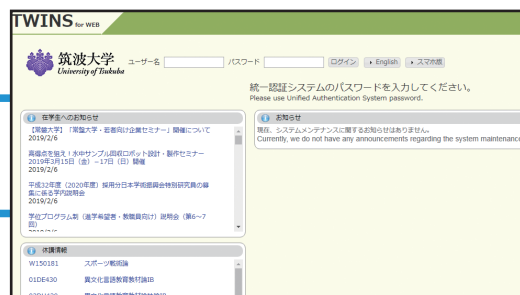 TWINS for WEB
筑波大学
University of Tsukuba
ユーザー名
パスワード
ログイン
English
スマホ版
統一認証システムのパスワードを入力してください。
Please use Unified Authentication System password.
在学生へのお知らせ
【常陽大学】「常盤大学・若者向け企業セミナー」開催について
2019/2/6
高得点を狙え！水中サンプル回収ロボット設計・製作セミナー
2019年3月15日（金）－17日（日）開催
2019/2/6
平成32年度（2020年度）採用分日本学術振興会特別研究員の募
集に係る学内説明会
2019/2/6
学位プログラム制（進学希望者・教職員向け）説明会（第6～7
回）
お知らせ
現在、システムメンテナンスに関するお知らせはありません。
Currently, we do not have any announcements regarding the system maintenance
休講情報
W150181 スポーツ戦術論
01DE430 異文化言語教育教材論IB